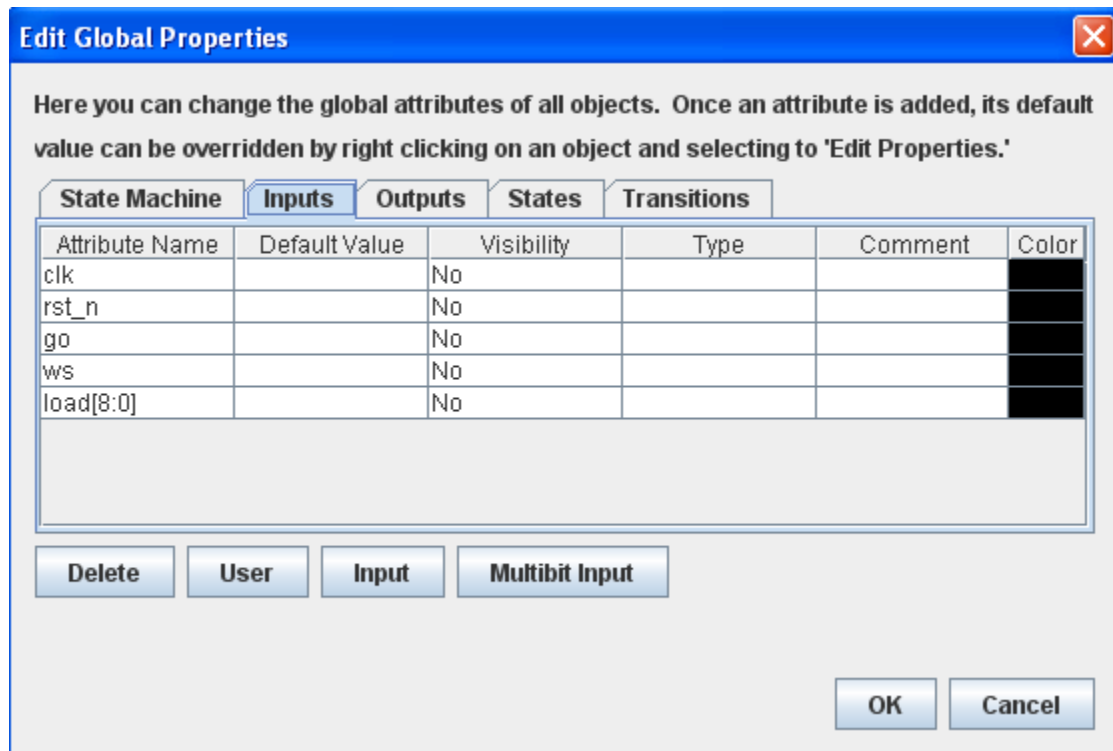 Edit Global Properties
Here you can change the global attributes of all objects.  Once an attribute is added, its default
value can be overridden by right clicking on an object and selecting to 'Edit Properties.'
State Machine Inputs Outputs States Transitions
Attribute Name Default Value Visibility Type Comment Color
clk No
rst_n No
go No
ws No
load[8:0] No
Delete User Input Multibit Input
OK Cancel